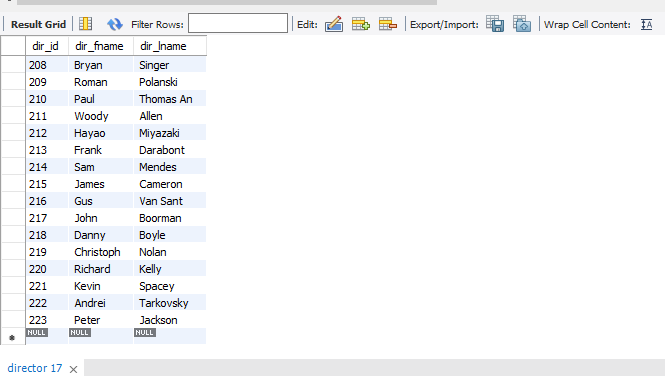 Result Grid Filter Rows: Edit: Export/Import: Wrap Cell Content:
dir_id dir_fname dir_lname
208 Bryan Singer
209 Roman Polanski
210 Paul Thomas An
211 Woody Allen
212 Hayao Miyazaki
213 Frank Darabont
214 Sam Mendes
215 James Cameron
216 Gus Van Sant
217 John Boorman
218 Danny Boyle
219 Christoph Nolan
220 Richard Kelly
221 Kevin Spacey
222 Andrei Tarkovsky
223 Peter Jackson
NULL NULL NULL
director 17